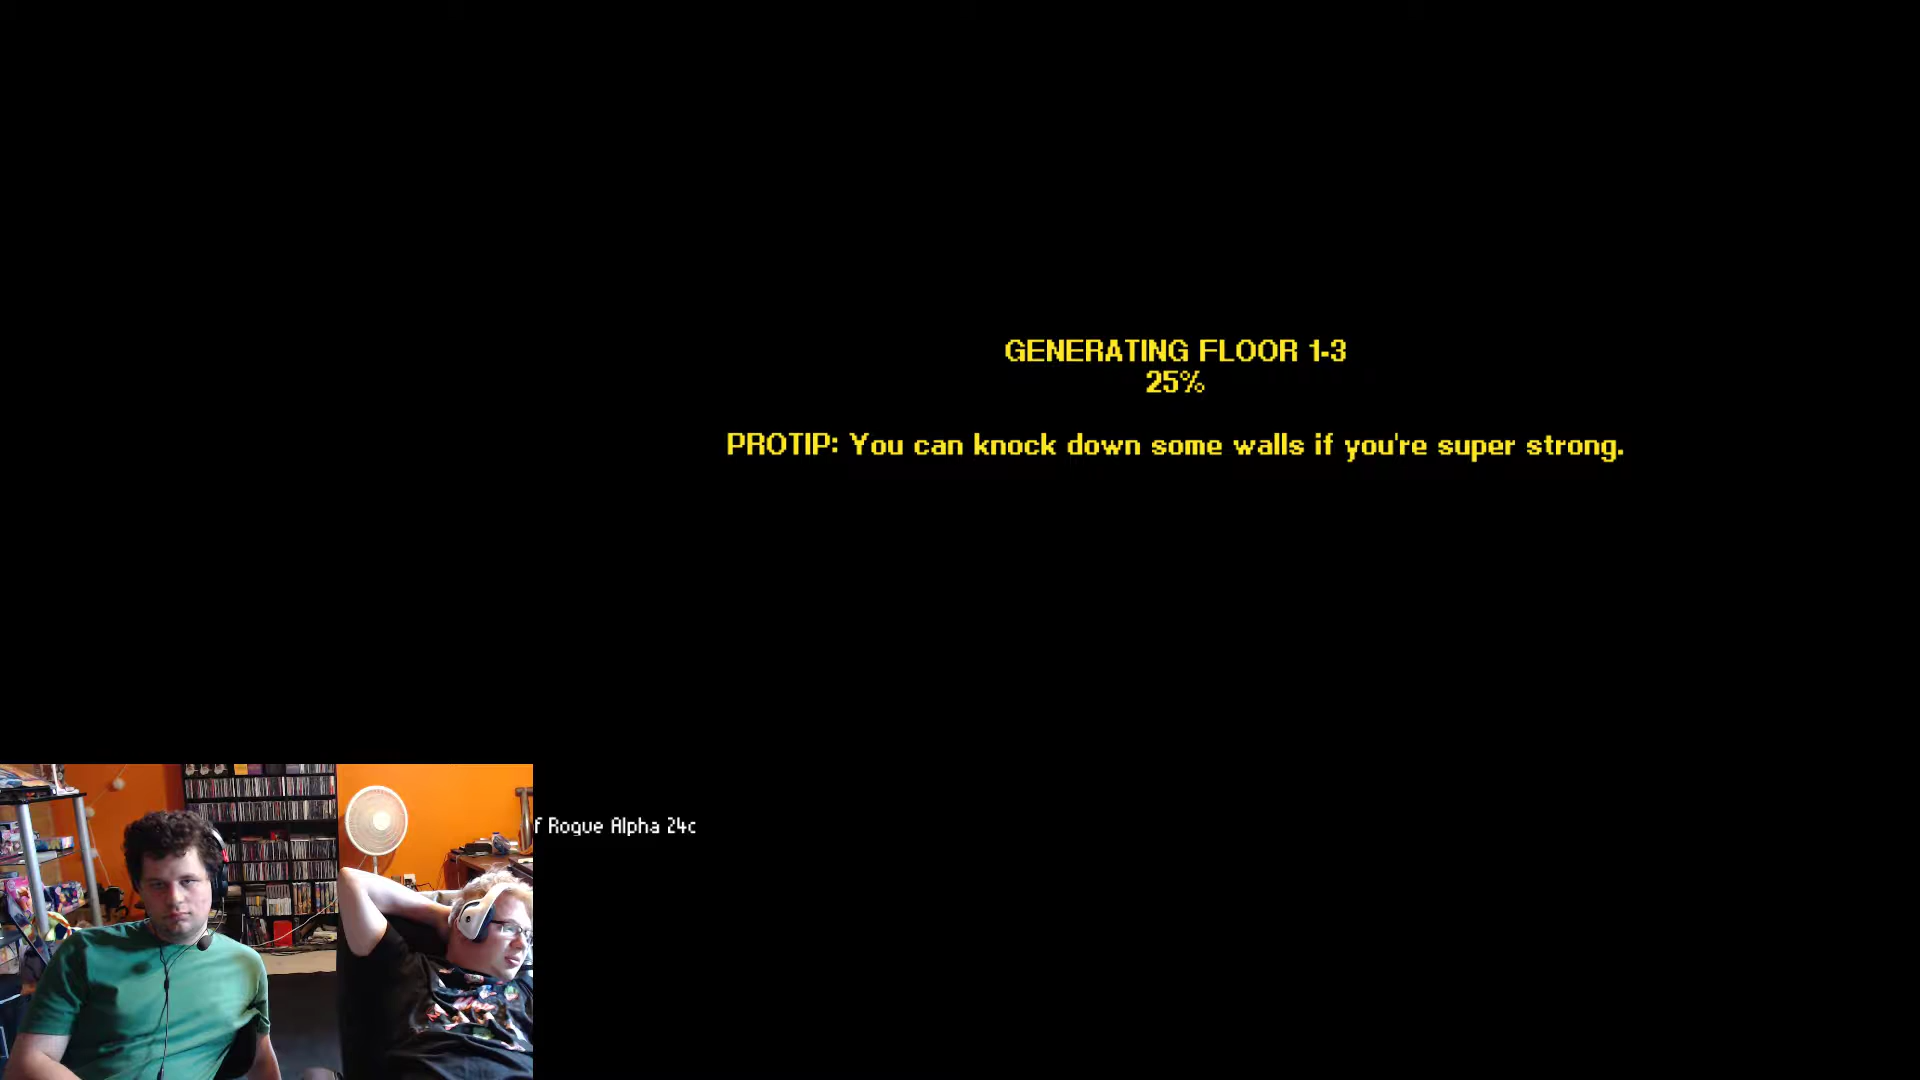 GENERATING FLOOR 1-3
25%
PROTIP: You can knock down some walls if you're super strong.
f Rogue Alpha 24c